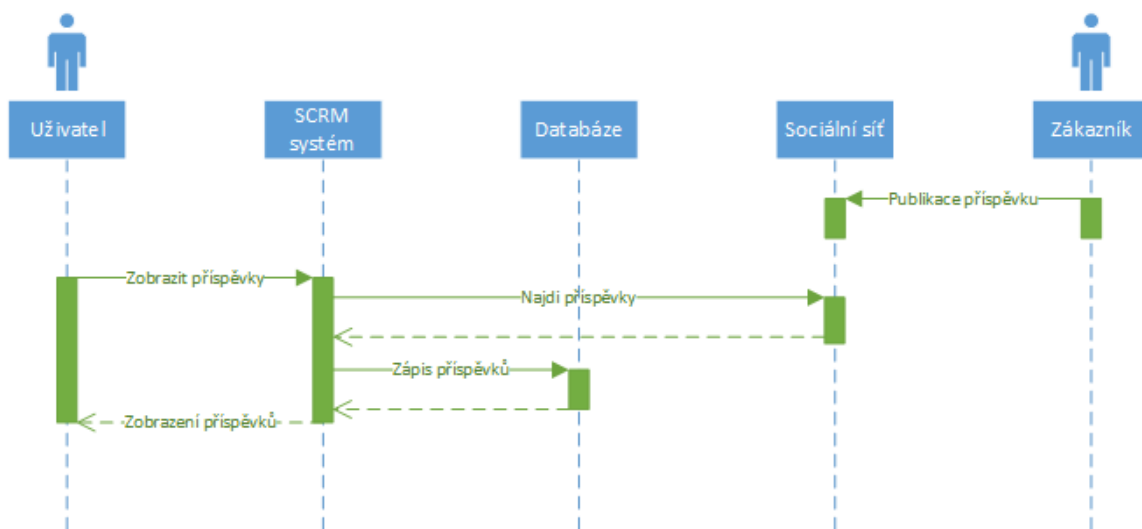 Uživatel
SCRM
systém
Databáze
Sociální síť
Zákazník
Publikace příspěvku
Zobrazit příspěvky
Najdi příspěvky
Zápis příspěvků
Zobrazení příspěvků